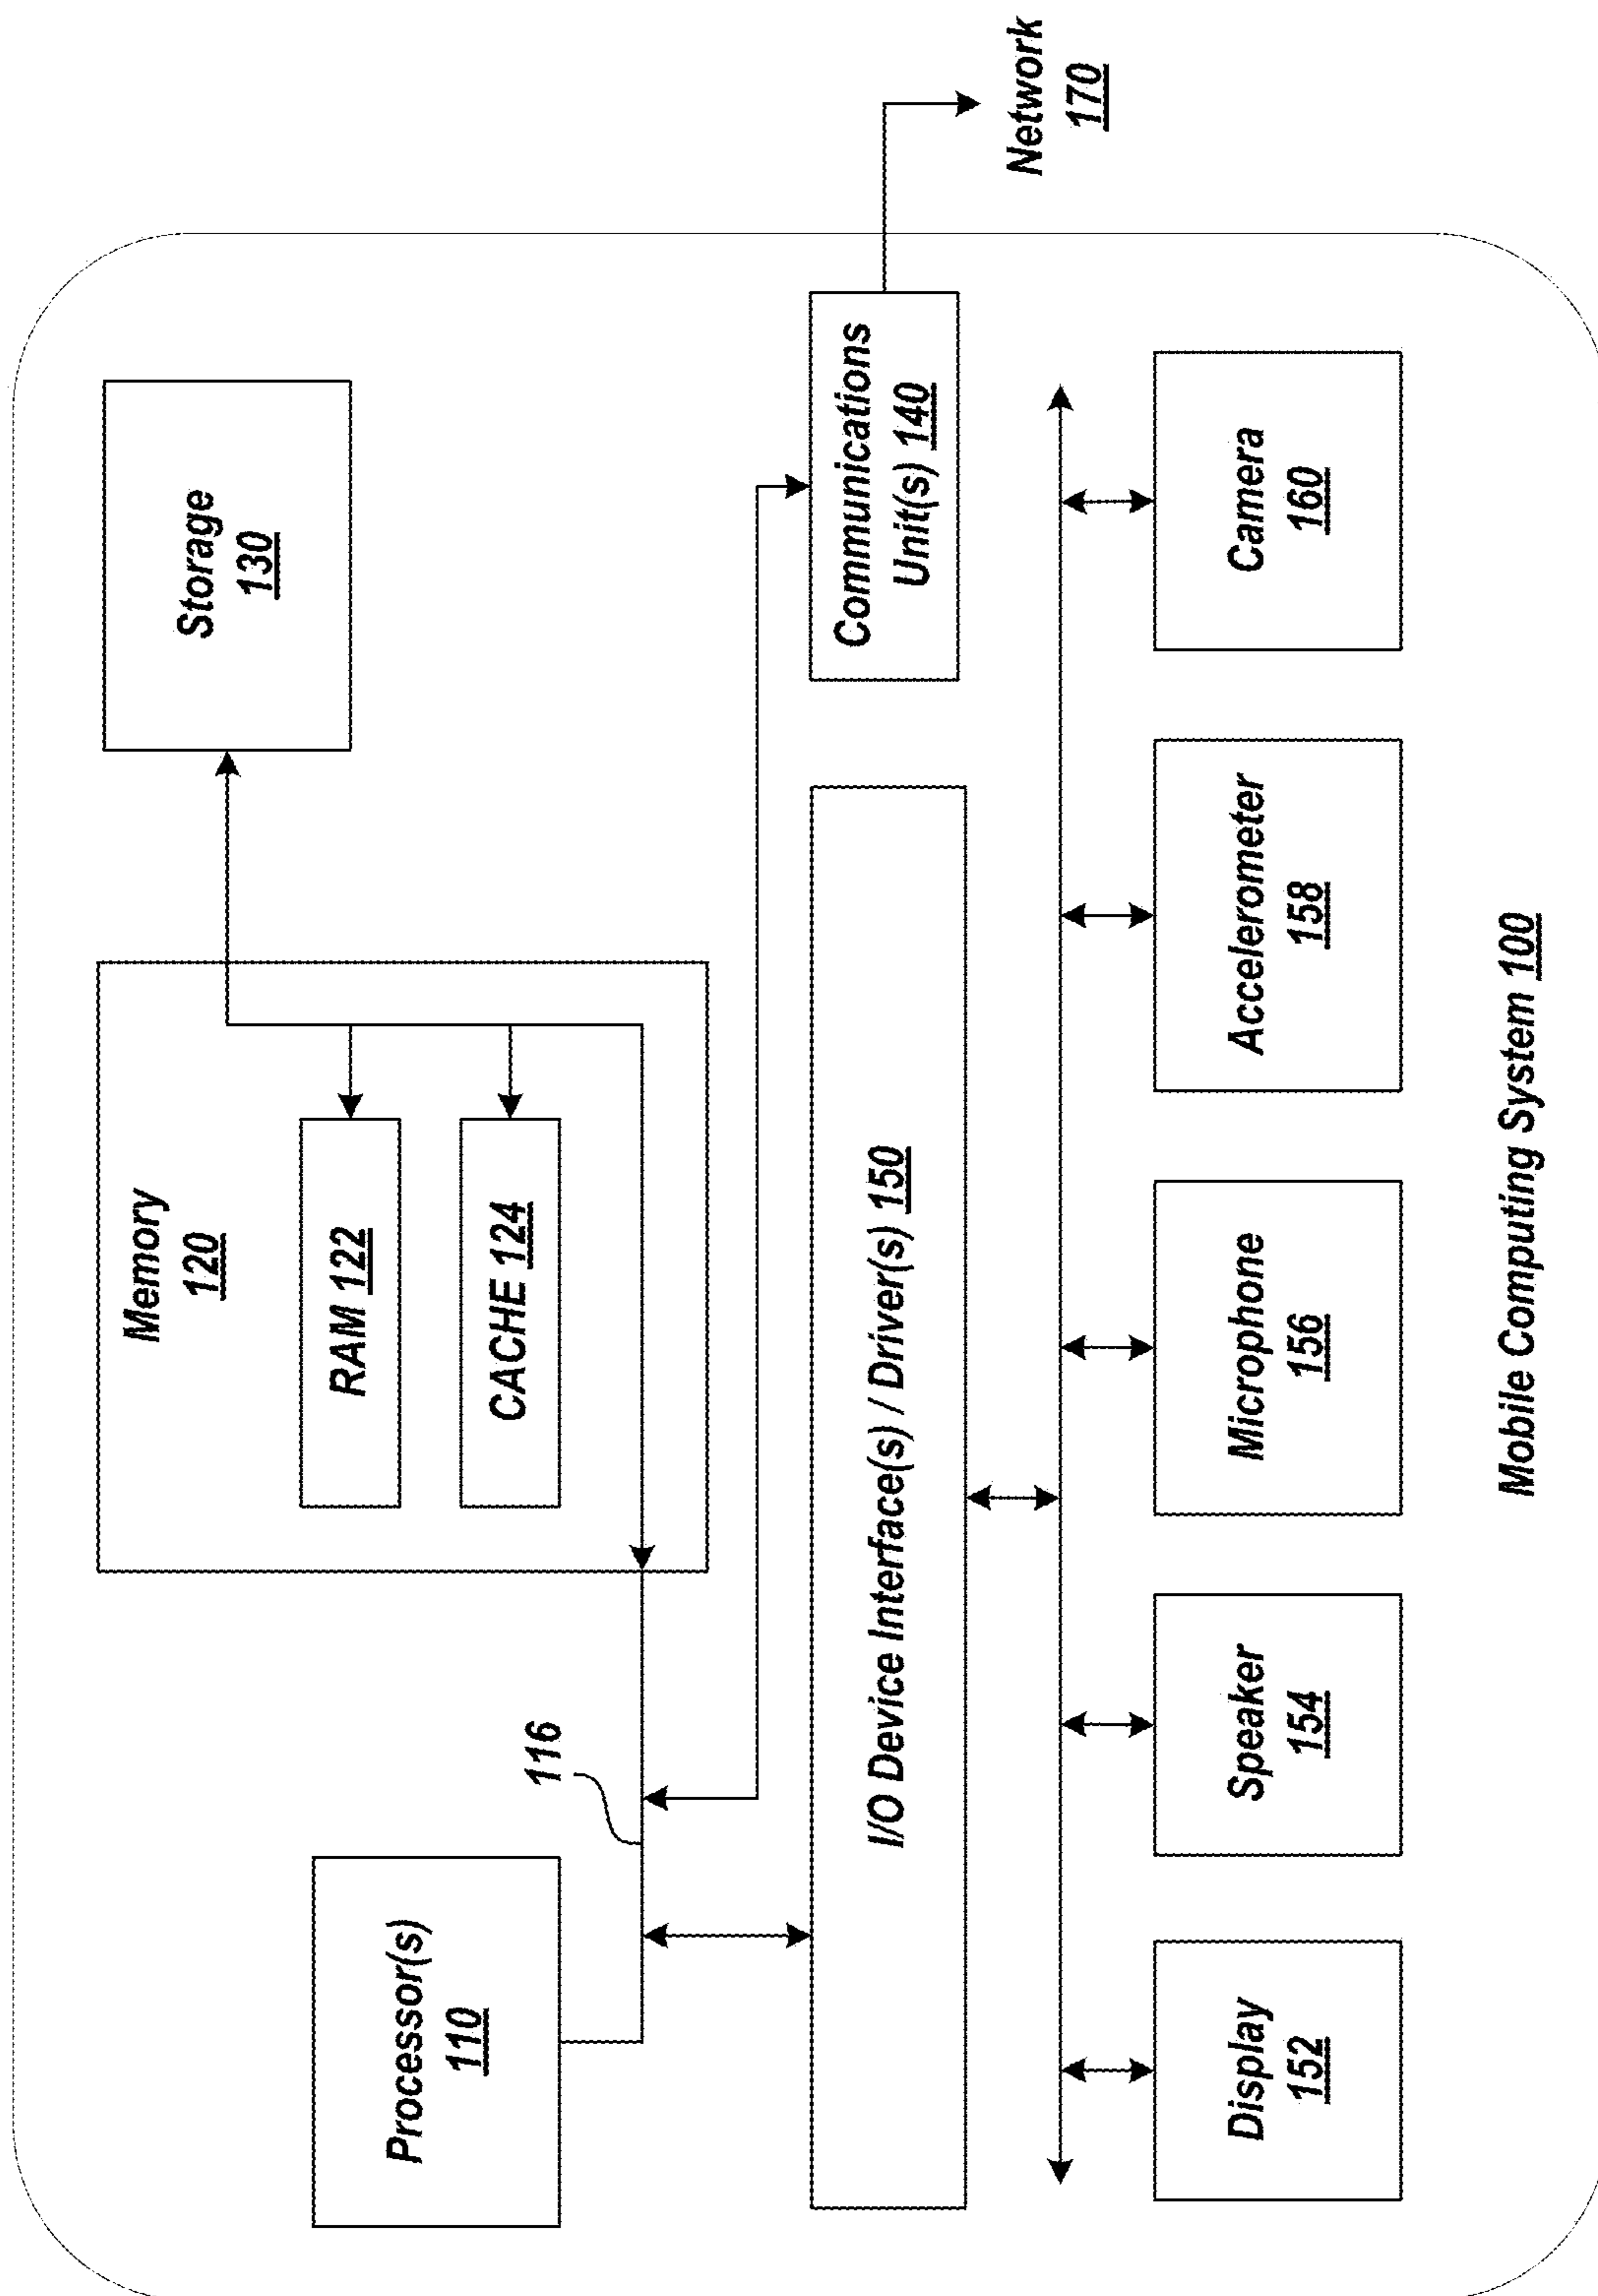 Processor(s)
110
116
Memory
120
RAM 122
CACHE 124
Storage
130
I/O Device Interface(s) / Driver(s) 150
Communications
Unit(s) 140
Network
170
Display
152
Speaker
154
Microphone
156
Accelerometer
158
Camera
160
Mobile Computing System 100